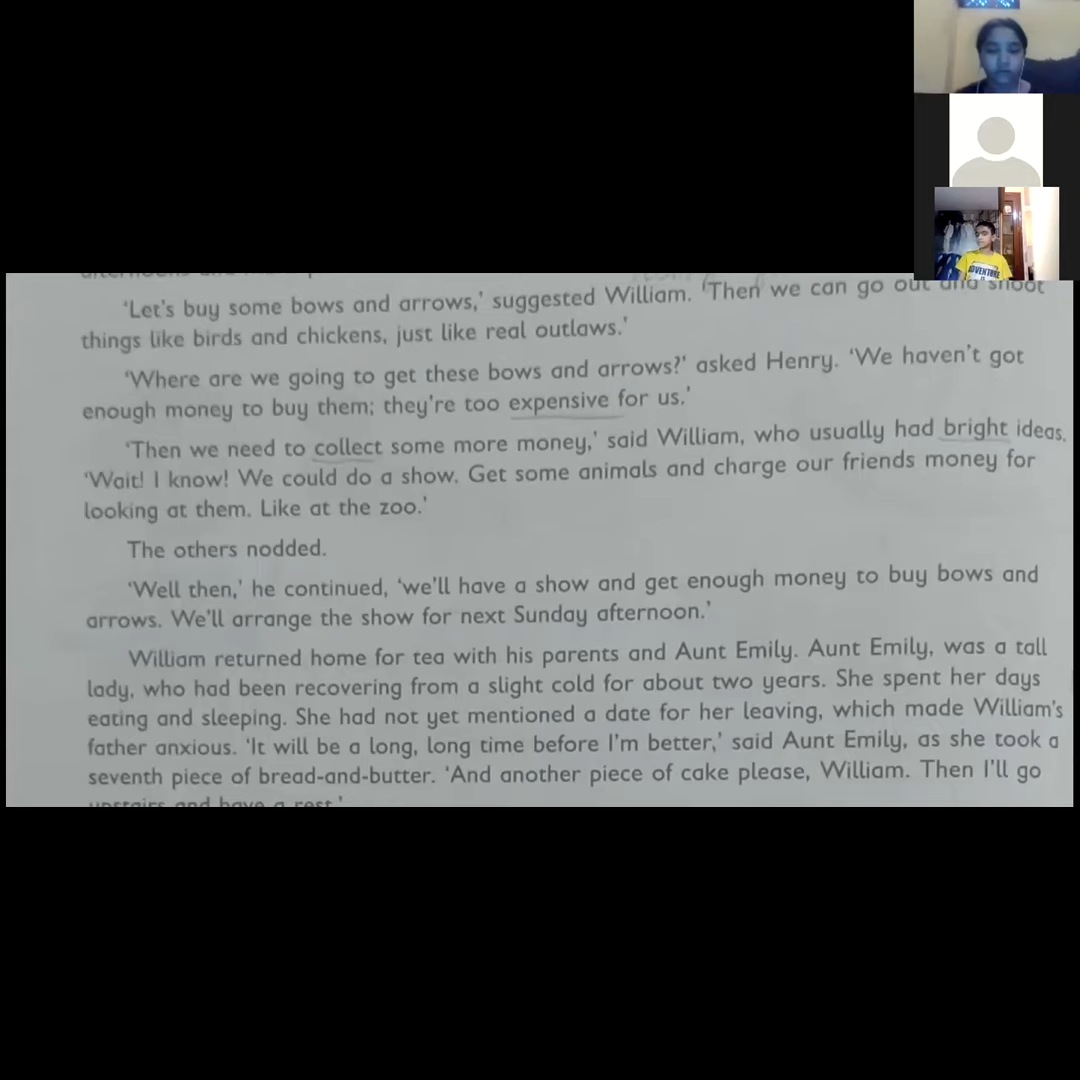 'Let's buy some bows and arrows,' suggested William. 'Then we can go out and shoot
things like birds and chickens, just like real outlaws.'
'Where are we going to get these bows and arrows?' asked Henry. 'We haven't got
enough money to buy them; they're too expensive for us.'
'Then we need to collect some more money,' said William, who usually had bright ideas.
'Wait! I know! We could do a show. Get some animals and charge our friends money for
looking at them. Like at the zoo.'
The others nodded.
'Well then,' he continued, 'we'll have a show and get enough money to buy bows and
arrows. We'll arrange the show for next Sunday afternoon.'
William returned home for tea with his parents and Aunt Emily. Aunt Emily, was a tall
lady, who had been recovering from a slight cold for about two years. She spent her days
eating and sleeping. She had not yet mentioned a date for her leaving, which made William's
father anxious. 'It will be a long, long time before I'm better,' said Aunt Emily, as she took a
seventh piece of bread-and-butter. 'And another piece of cake please, William. Then I'll go
upstairs and have a rest.'
ADVENTURE